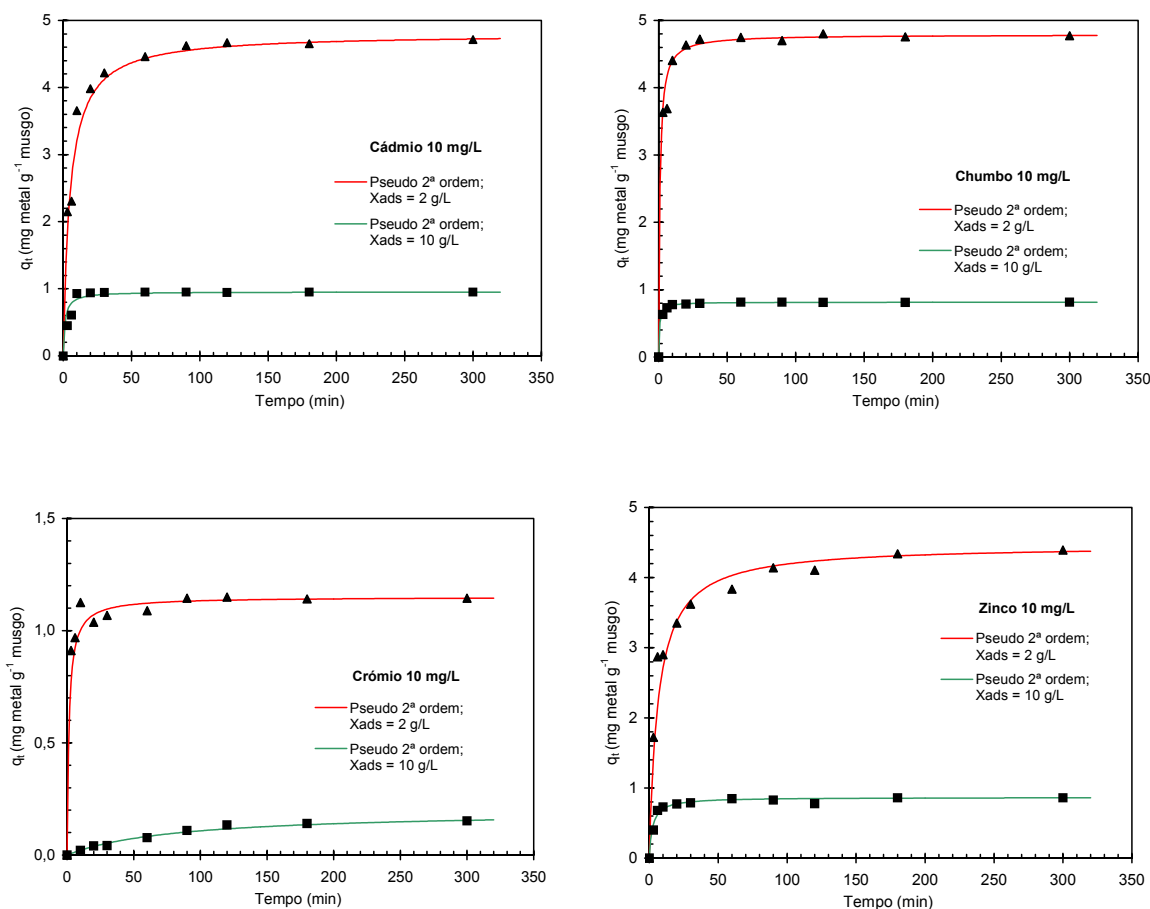 5
4
3
2
1
0
q_t (mg metal g⁻¹ musgo)
Cádmio 10 mg/L
Pseudo 2ª ordem;
Xads = 2 g/L
Pseudo 2ª ordem;
Xads = 10 g/L
0 50 100 150 200 250 300 350
Tempo (min)
5
4
3
2
1
0
q_t (mg metal g⁻¹ musgo)
Chumbo 10 mg/L
Pseudo 2ª ordem;
Xads = 2 g/L
Pseudo 2ª ordem;
Xads = 10 g/L
0 50 100 150 200 250 300 350
Tempo (min)
1,5
1,0
0,5
0,0
q_t (mg metal g⁻¹ musgo)
Crómio 10 mg/L
Pseudo 2ª ordem;
Xads = 2 g/L
Pseudo 2ª ordem;
Xads = 10 g/L
0 50 100 150 200 250 300 350
Tempo (min)
5
4
3
2
1
0
q_t (mg metal g⁻¹ musgo)
Zinco 10 mg/L
Pseudo 2ª ordem;
Xads = 2 g/L
Pseudo 2ª ordem;
Xads = 10 g/L
0 50 100 150 200 250 300 350
Tempo (min)